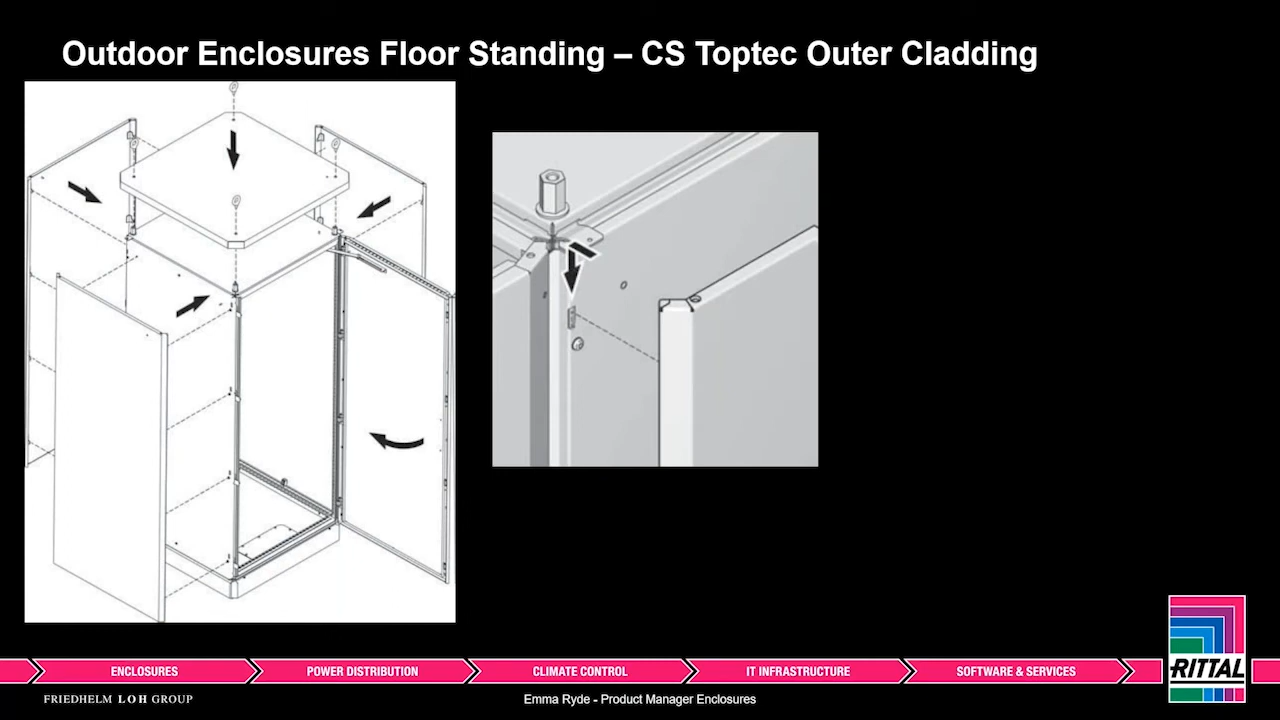 Outdoor Enclosures Floor Standing – CS Toptec Outer Cladding
ENCLOSURES
POWER DISTRIBUTION
CLIMATE CONTROL
IT INFRASTRUCTURE
SOFTWARE & SERVICES
RITTAL
FRIEDHELM LOH GROUP
Emma Ryde - Product Manager Enclosures